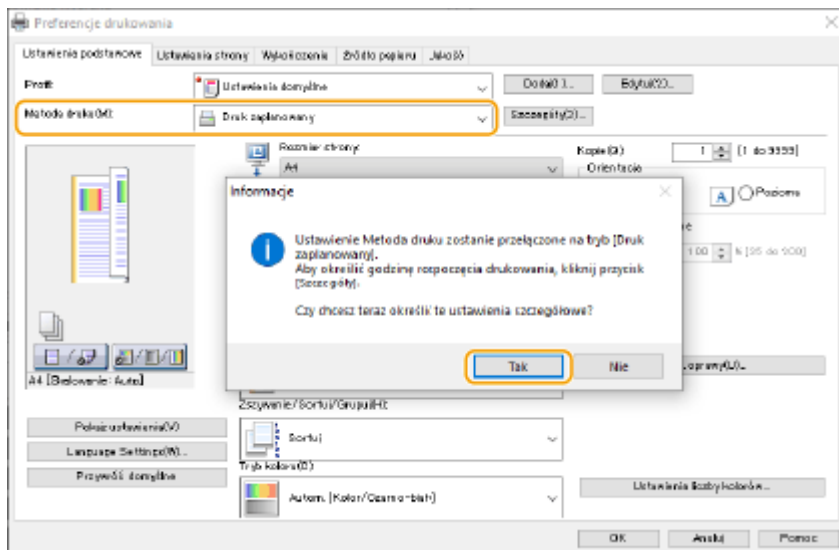 Preferencje drukowania
Ustawienia podstawowe Ustawienia strony Wykończenie Źródło papieru Jakość
Profil: Ustawienia domyślne Dodaj(1)... Edytuj(2)...
Metoda druku(M): Druk zaplanowany Szczegóły(3)...
Rozmiar strony: Kopie(Q) 1 [1 do 9999]
A4 Orientacja
A Pozioma
Informacje
Ustawienie Metoda druku zostanie przełączone na tryb [Druk
zaplanowany].
Aby określić godzinę rozpoczęcia drukowania, kliknij przycisk
[Szczegóły].
100 % [25 do 200]
Czy chcesz teraz określić te ustawienia szczegółowe?
Tak Nie
oprawy(L)...
A4 [Skalowanie: Auto]
Zszywanie/Sortuj/Grupuj(H):
Pokaż ustawienia(V)
Sortuj
Language Settings(W)...
Tryb koloru(0)
Przywróć domyślne
Autom. [Kolor/Czarno-biały]
Ustawienia liczby kolorów...
OK Anuluj Pomoc